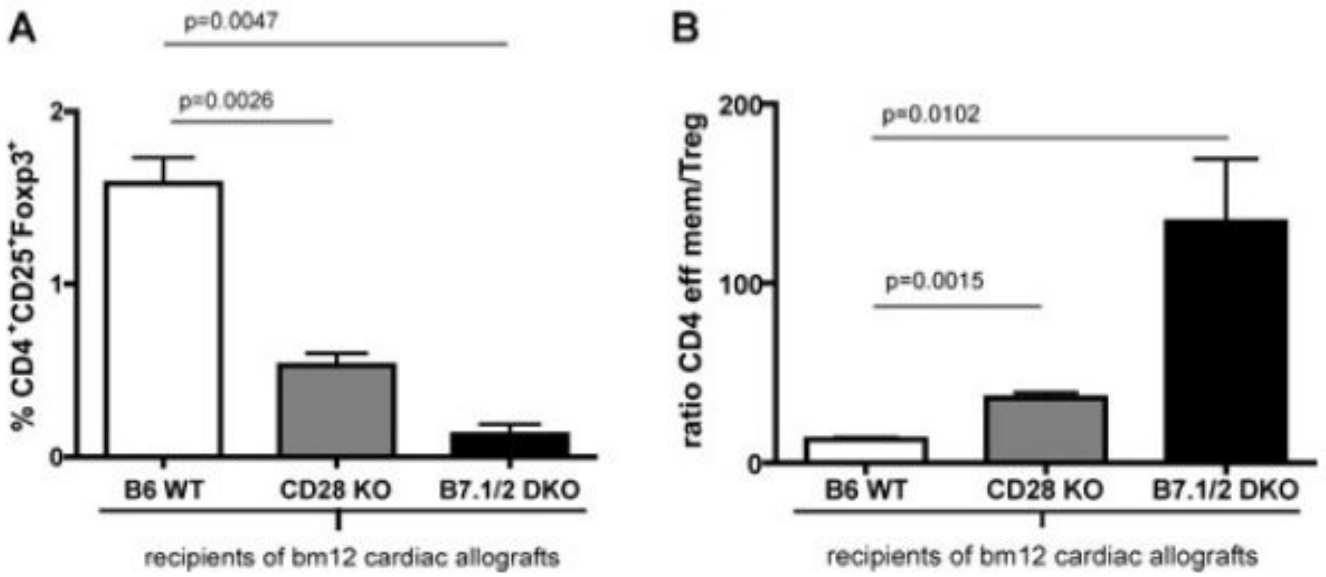 A
p=0.0047
p=0.0026
% CD4⁺CD25⁺Foxp3⁺
2
1
0
B6 WT CD28 KO B7.1/2 DKO
recipients of bm12 cardiac allografts
B
p=0.0102
p=0.0015
ratio CD4 eff mem/Treg
200
100
0
B6 WT CD28 KO B7.1/2 DKO
recipients of bm12 cardiac allografts